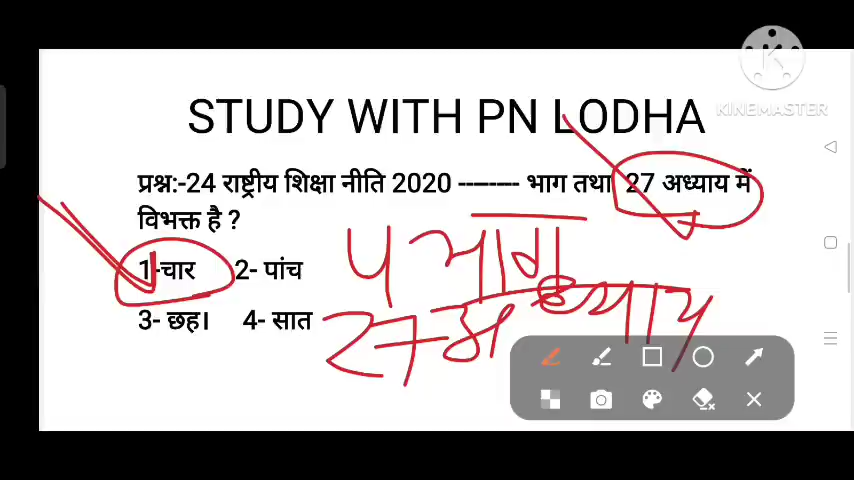 KINEMASTER
STUDY WITH PN LODHA
प्रश्न:-24 राष्ट्रीय शिक्षा नीति 2020 -------- भाग तथा 27 अध्याय में
विभक्त है ?
1-चार 2- पांच
3- छह। 4- सात
4 भाग
27 अध्याय